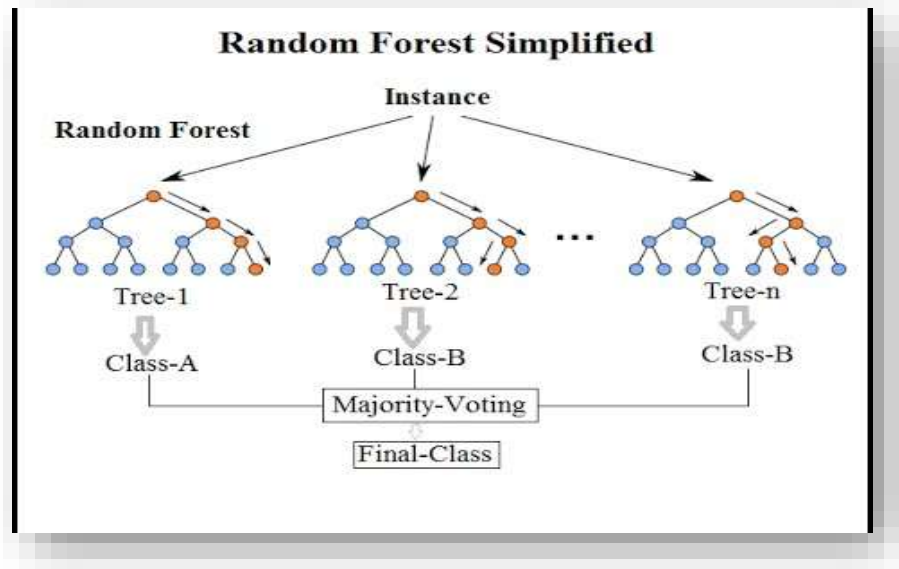 Random Forest Simplified
Instance
Random Forest
...
Tree-1
Tree-2
Tree-n
Class-A
Class-B
Class-B
Majority-Voting
Final-Class